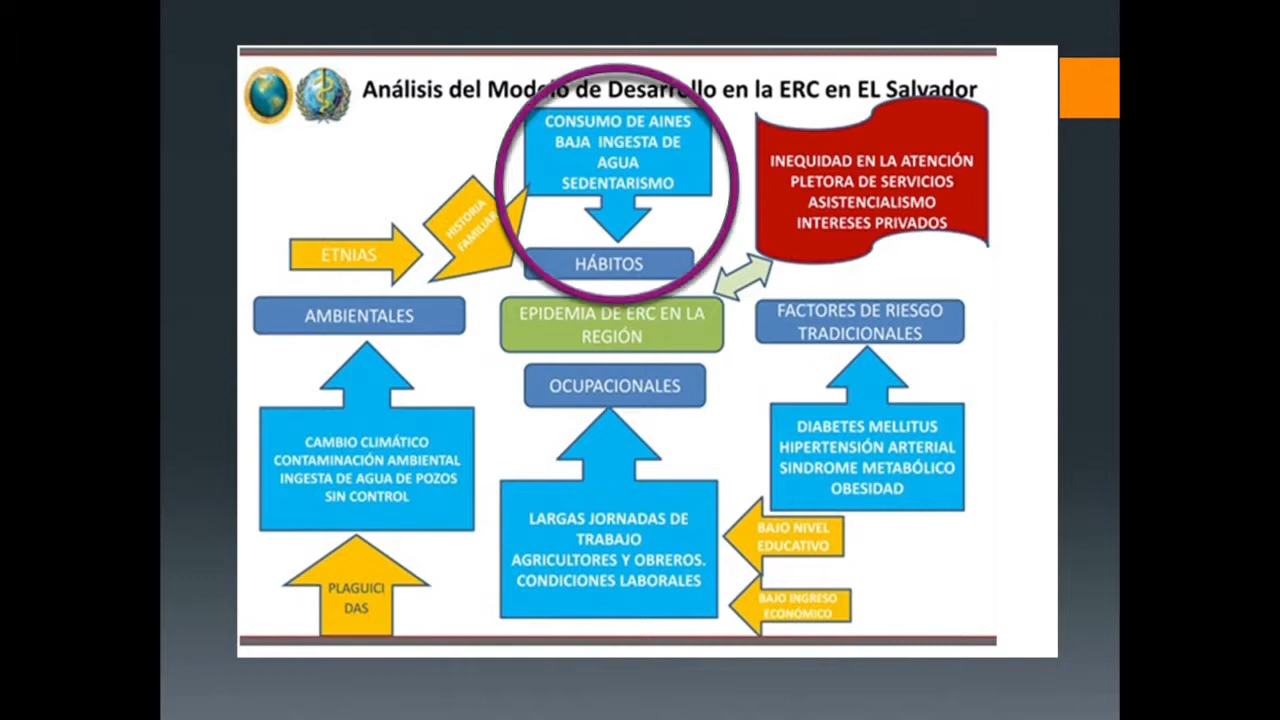 Análisis del Modelo de Desarrollo en la ERC en EL Salvador
CONSUMO DE AINES
BAJA INGESTA DE
AGUA
SEDENTARISMO
INEQUIDAD EN LA ATENCIÓN
PLETORA DE SERVICIOS
ASISTENCIALISMO
INTERESES PRIVADOS
HISTORIA
FAMILIAR
ETNIAS
HÁBITOS
AMBIENTALES
EPIDEMIA DE ERC EN LA
REGIÓN
FACTORES DE RIESGO
TRADICIONALES
OCUPACIONALES
CAMBIO CLIMÁTICO
CONTAMINACIÓN AMBIENTAL
INGESTA DE AGUA DE POZOS
SIN CONTROL
DIABETES MELLITUS
HIPERTENSIÓN ARTERIAL
SINDROME METABÓLICO
OBESIDAD
LARGAS JORNADAS DE
TRABAJO
AGRICULTORES Y OBREROS.
CONDICIONES LABORALES
BAJO NIVEL
EDUCATIVO
PLAGUICI
DAS
BAJO INGRESO
ECONÓMICO